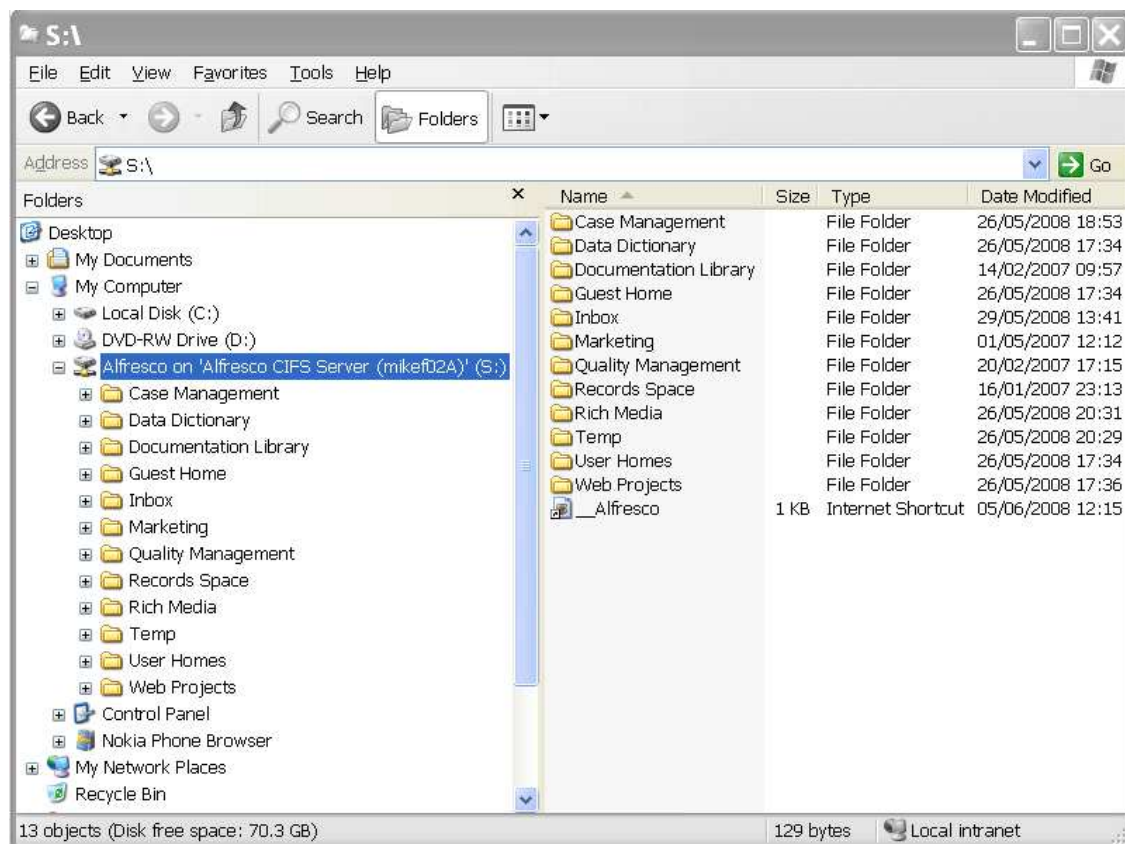 S:\
File Edit View Favorites Tools Help
Back Search Folders
Address S:\ Go
Folders
Desktop
My Documents
My Computer
Local Disk (C:)
DVD-RW Drive (D:)
Alfresco on 'Alfresco CIFS Server (mikef02A)' (S:)
Case Management
Data Dictionary
Documentation Library
Guest Home
Inbox
Marketing
Quality Management
Records Space
Rich Media
Temp
User Homes
Web Projects
Control Panel
Nokia Phone Browser
My Network Places
Recycle Bin
Name Size Type Date Modified
Case Management File Folder 26/05/2008 18:53
Data Dictionary File Folder 26/05/2008 17:34
Documentation Library File Folder 14/02/2007 09:57
Guest Home File Folder 26/05/2008 17:34
Inbox File Folder 29/05/2008 13:41
Marketing File Folder 01/05/2007 12:12
Quality Management File Folder 20/02/2007 17:15
Records Space File Folder 16/01/2007 23:13
Rich Media File Folder 26/05/2008 20:31
Temp File Folder 26/05/2008 20:29
User Homes File Folder 26/05/2008 17:34
Web Projects File Folder 26/05/2008 17:36
__Alfresco 1 KB Internet Shortcut 05/06/2008 12:15
13 objects (Disk free space: 70.3 GB) 129 bytes Local intranet